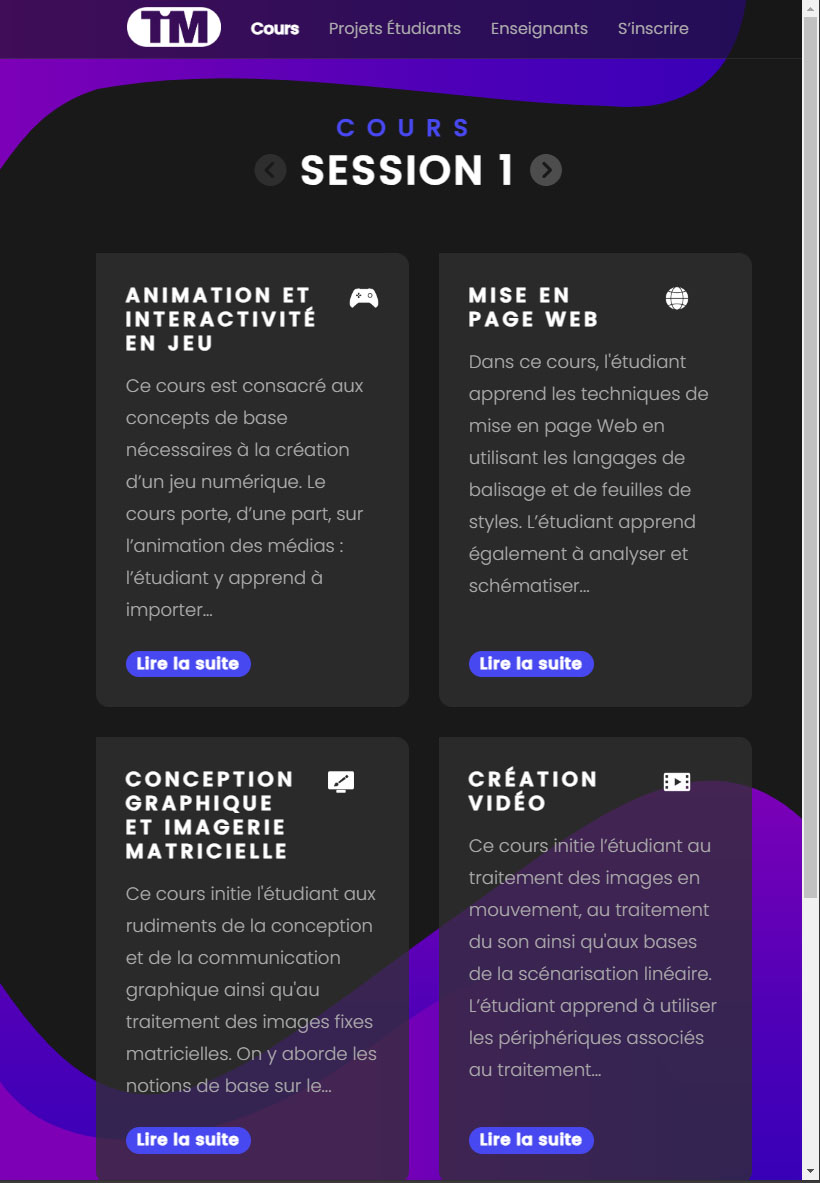 TiM Cours Projets Étudiants Enseignants S’inscrire
COURS
SESSION 1
ANIMATION ET
INTERACTIVITÉ
EN JEU
Ce cours est consacré aux
concepts de base
nécessaires à la création
d’un jeu numérique. Le
cours porte, d’une part, sur
l’animation des médias :
l’étudiant y apprend à
importer...
Lire la suite
MISE EN
PAGE WEB
Dans ce cours, l'étudiant
apprend les techniques de
mise en page Web en
utilisant les langages de
balisage et de feuilles de
styles. L’étudiant apprend
également à analyser et
schématiser...
Lire la suite
CONCEPTION
GRAPHIQUE
ET IMAGERIE
MATRICIELLE
Ce cours initie l'étudiant aux
rudiments de la conception
et de la communication
graphique ainsi qu'au
traitement des images fixes
matricielles. On y aborde les
notions de base sur le...
Lire la suite
CRÉATION
VIDÉO
Ce cours initie l’étudiant au
traitement des images en
mouvement, au traitement
du son ainsi qu'aux bases
de la scénarisation linéaire.
L’étudiant apprend à utiliser
les périphériques associés
au traitement...
Lire la suite